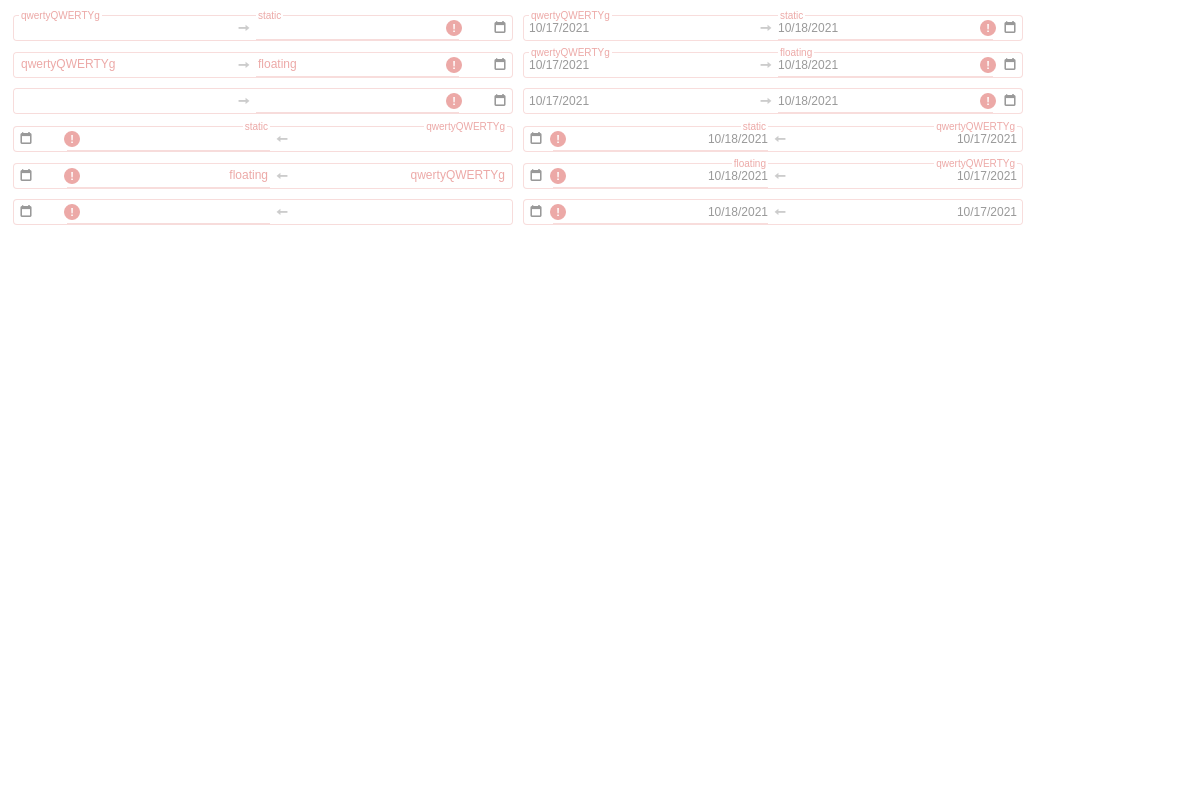 qwertyQWERTYg static qwertyQWERTYg static
! 10/17/2021 10/18/2021 !
qwertyQWERTYg floating
qwertyQWERTYg floating ! 10/17/2021 10/18/2021 !
! 10/17/2021 10/18/2021 !
static qwertyQWERTYg static qwertyQWERTYg
! ! 10/18/2021 10/17/2021
floating qwertyQWERTYg
! floating qwertyQWERTYg ! 10/18/2021 10/17/2021
! ! 10/18/2021 10/17/2021